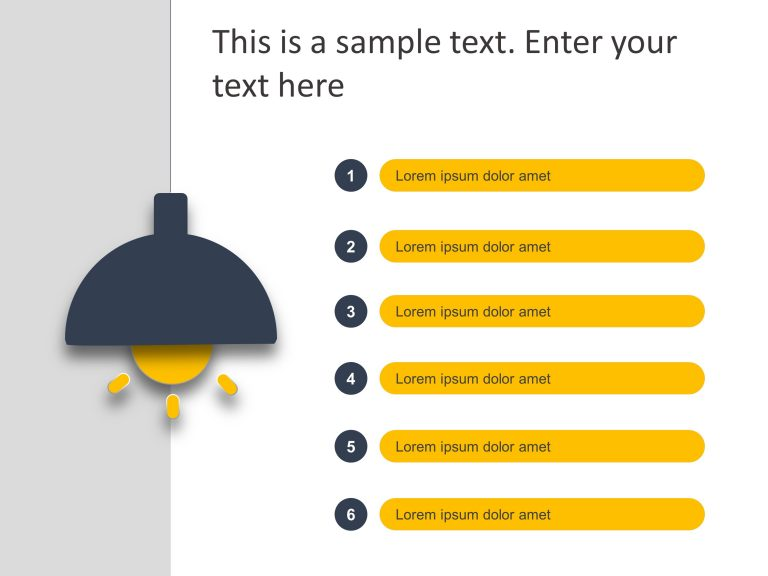 This is a sample text. Enter your
text here
1 Lorem ipsum dolor amet
2 Lorem ipsum dolor amet
3 Lorem ipsum dolor amet
4 Lorem ipsum dolor amet
5 Lorem ipsum dolor amet
6 Lorem ipsum dolor amet